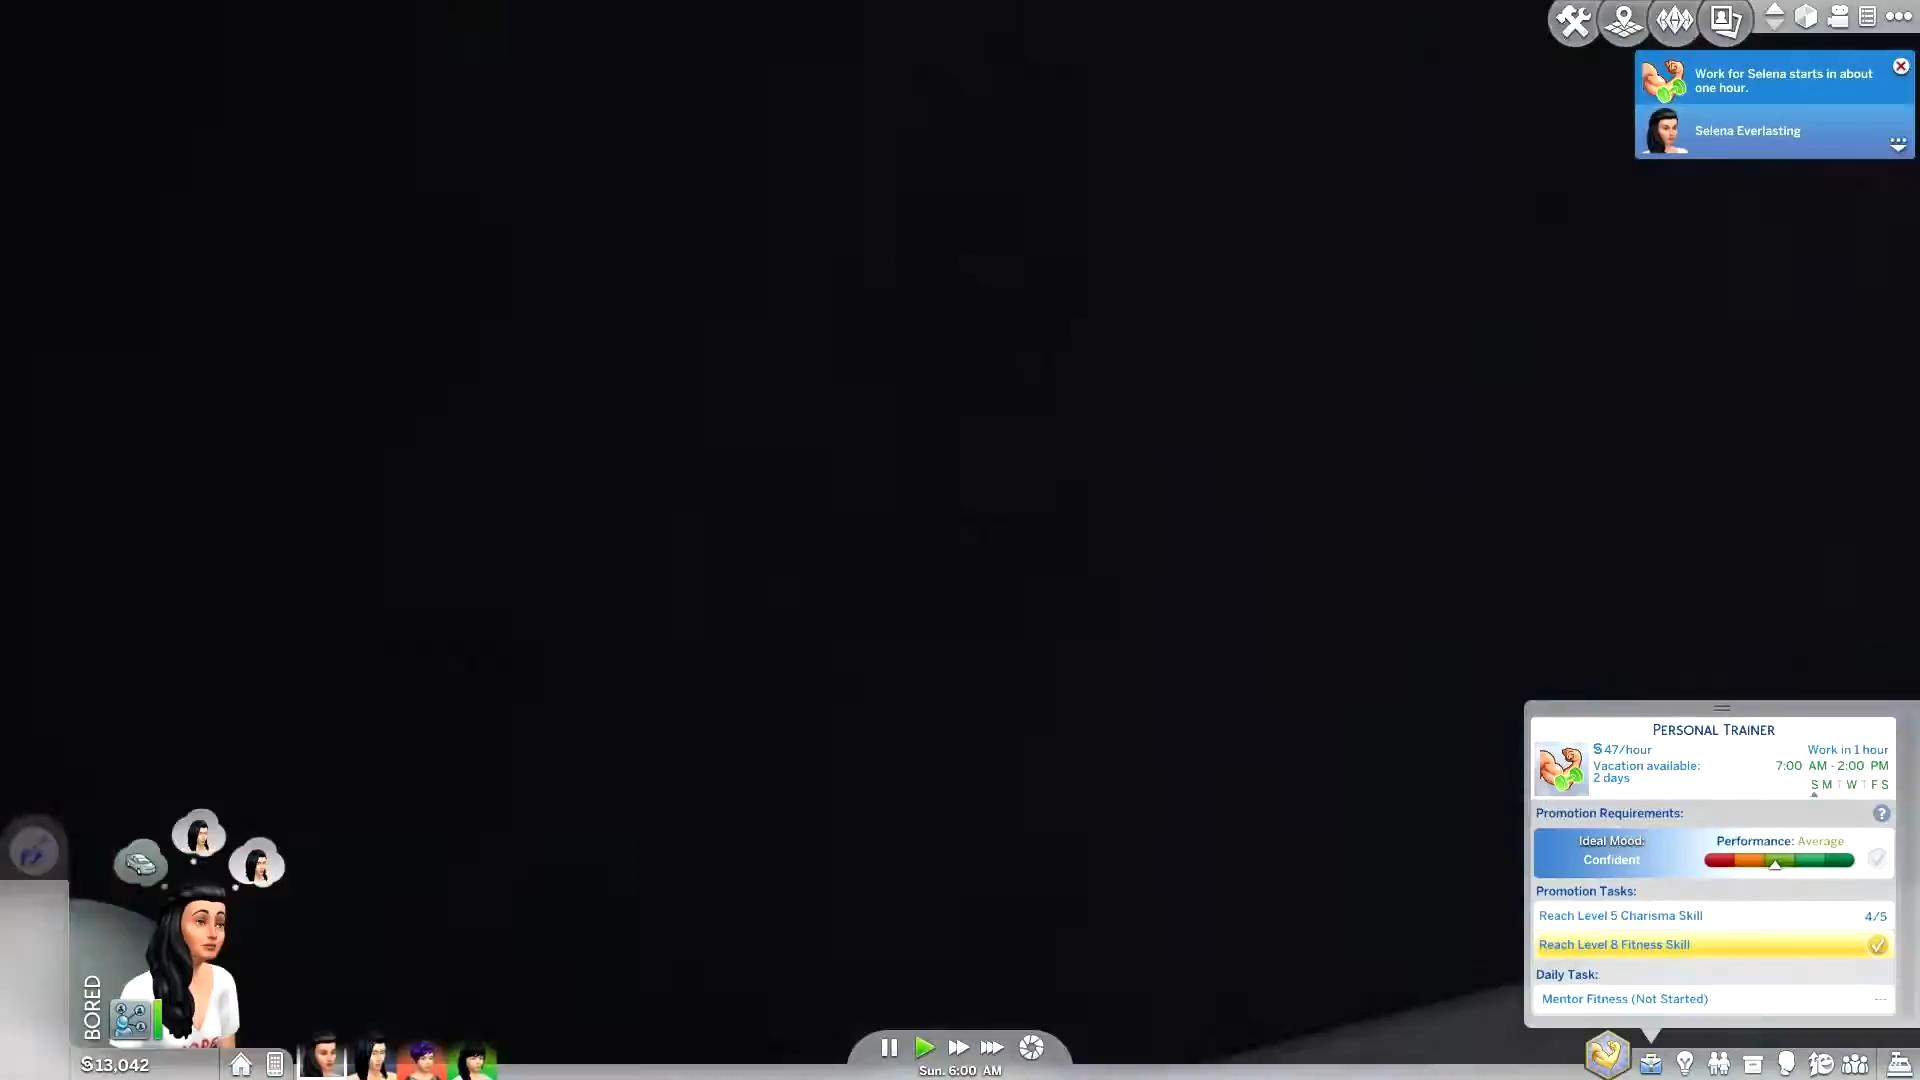 Work for Selena starts in about
one hour.
Selena Everlasting
PERSONAL TRAINER
§47/hour
Work in 1 hour
Vacation available:
2 days
7:00 AM - 2:00 PM
S M T W T F S
Promotion Requirements:
?
Ideal Mood:
Confident
Performance: Average
Promotion Tasks:
Reach Level 5 Charisma Skill 4/5
Reach Level 8 Fitness Skill
Daily Task:
Mentor Fitness (Not Started) ---
BORED
§13,042
Sun. 6:00 AM